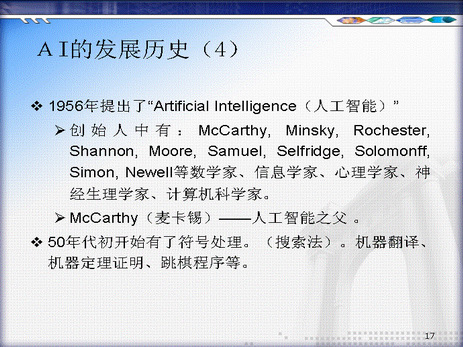 ＡI的发展历史（4）
❖ 1956年提出了“Artificial Intelligence（人工智能）”
➢创始人中有：McCarthy, Minsky, Rochester,
Shannon, Moore, Samuel, Selfridge, Solomonff,
Simon, Newell等数学家、信息学家、心理学家、神
经生理学家、计算机科学家。
➢McCarthy（麦卡锡）——人工智能之父 。
❖ 50年代初开始有了符号处理。（搜索法）。机器翻译、
机器定理证明、跳棋程序等。
17